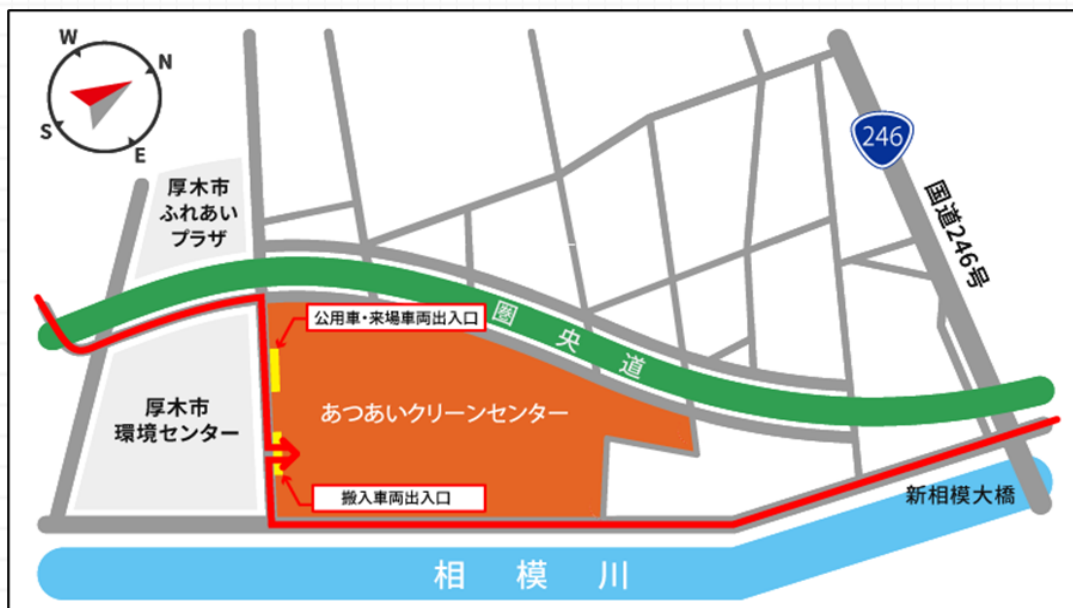 W
N
S
E
246
国道246号
厚木市
ふれあい
プラザ
公用車・来場車両出入口
圏央道
厚木市
環境センター
あつあいクリーンセンター
搬入車両出入口
新相模大橋
相模川